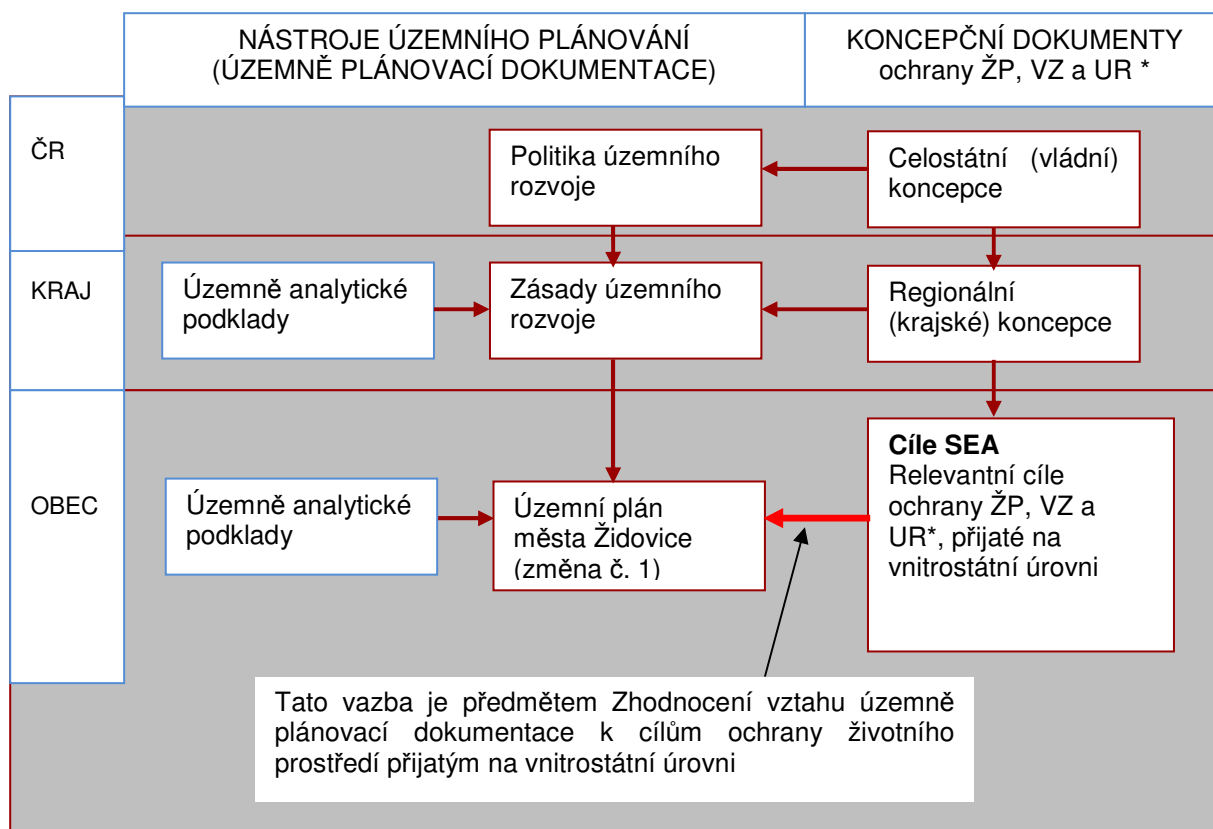 NÁSTROJE ÚZEMNÍHO PLÁNOVÁNÍ
(ÚZEMNĚ PLÁNOVACÍ DOKUMENTACE)
KONCEPČNÍ DOKUMENTY
ochrany ŽP, VZ a UR *
ČR
Politika územního
rozvoje
Celostátní (vládní)
koncepce
KRAJ
Územně analytické
podklady
Zásady územního
rozvoje
Regionální
(krajské) koncepce
OBEC
Územně analytické
podklady
Územní plán
města Židovice
(změna č. 1)
Cíle SEA
Relevantní cíle
ochrany ŽP, VZ a
UR*, přijaté na
vnitrostátní úrovni
Tato vazba je předmětem Zhodnocení vztahu územně
plánovací dokumentace k cílům ochrany životního
prostředí přijatým na vnitrostátní úrovni